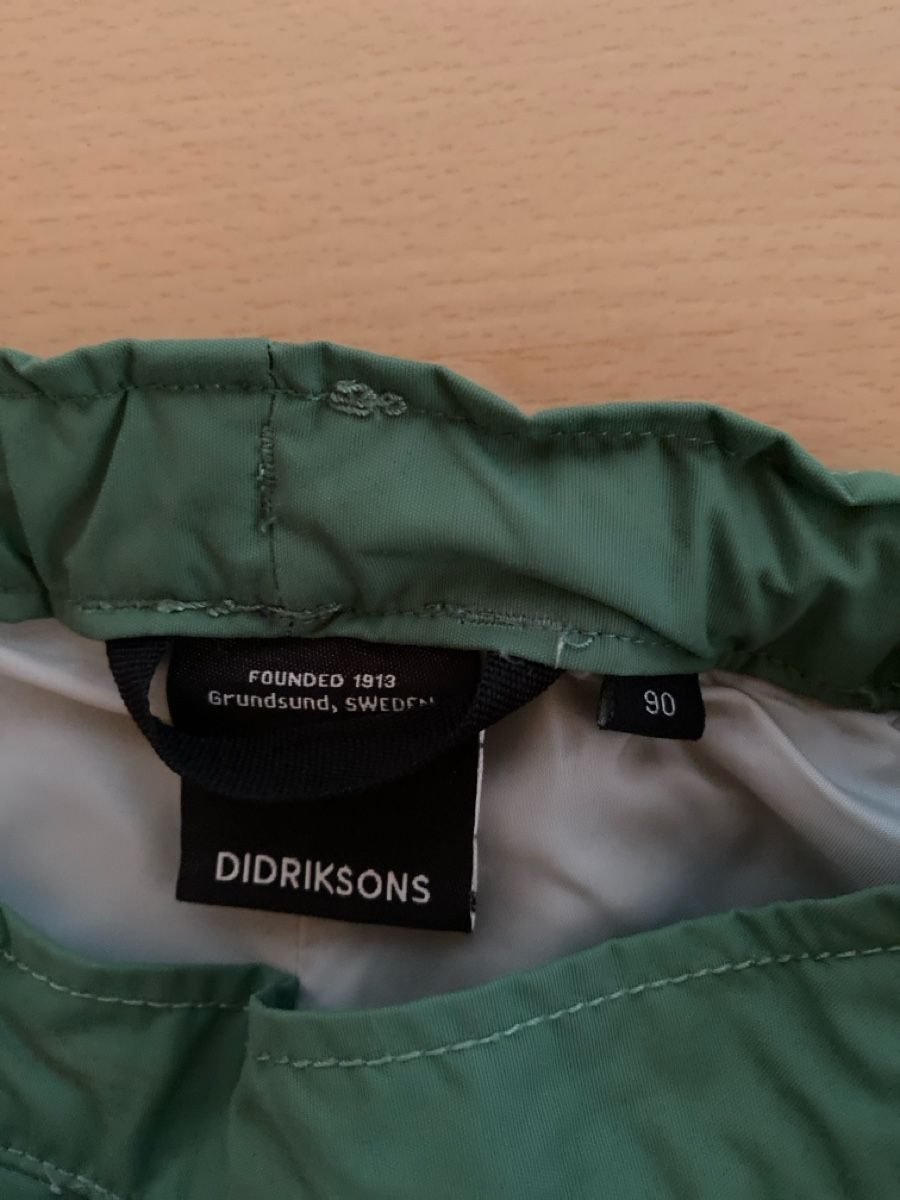 FOUNDED 1913
Grundsund, SWEDEN
90
DIDRIKSONS